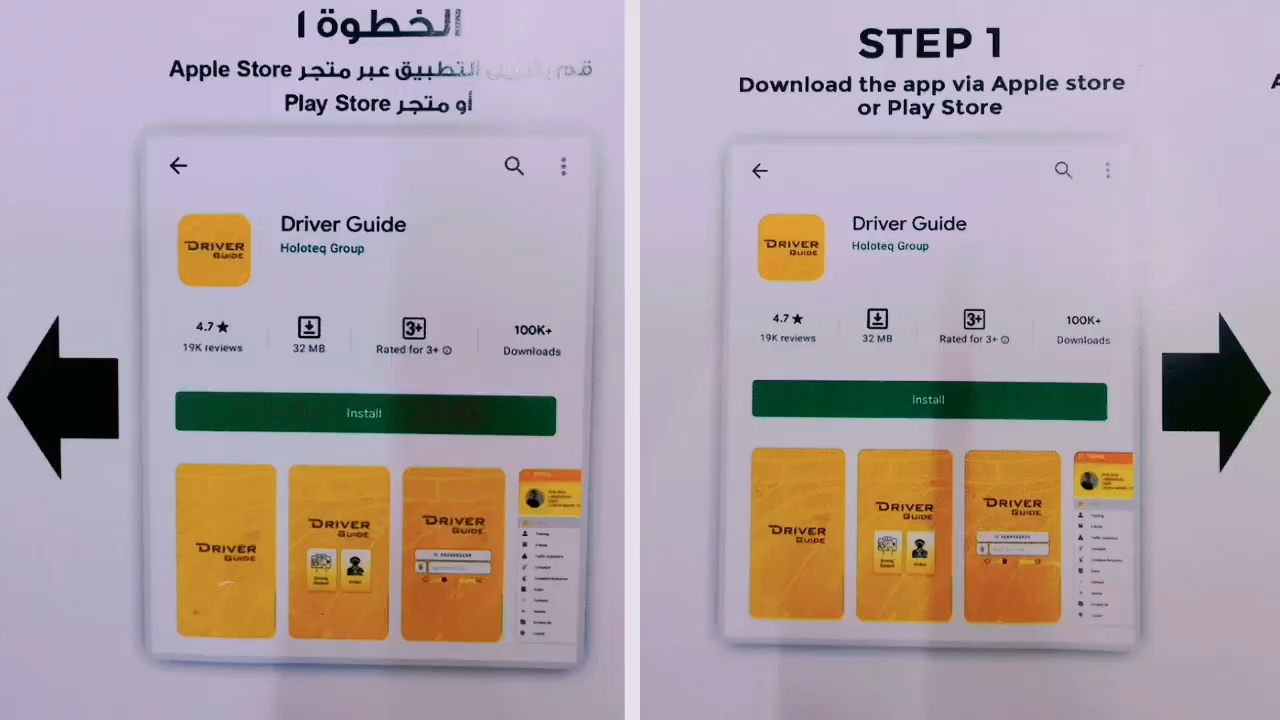 الخطوة ١
التطبيق عبر متجر Apple Store
أو متجر Play Store
Driver Guide
Holoteq Group
DRIVER GUIDE
4.7★
19K reviews
32 MB
3+
Rated for 3+
100K+
Downloads
Install
DRIVER GUIDE
DRIVER GUIDE
DRIVER GUIDE
STEP 1
Download the app via Apple store
or Play Store
Driver Guide
Holoteq Group
DRIVER GUIDE
4.7★
19K reviews
32 MB
3+
Rated for 3+
100K+
Downloads
Install
DRIVER GUIDE
DRIVER GUIDE
DRIVER GUIDE
A